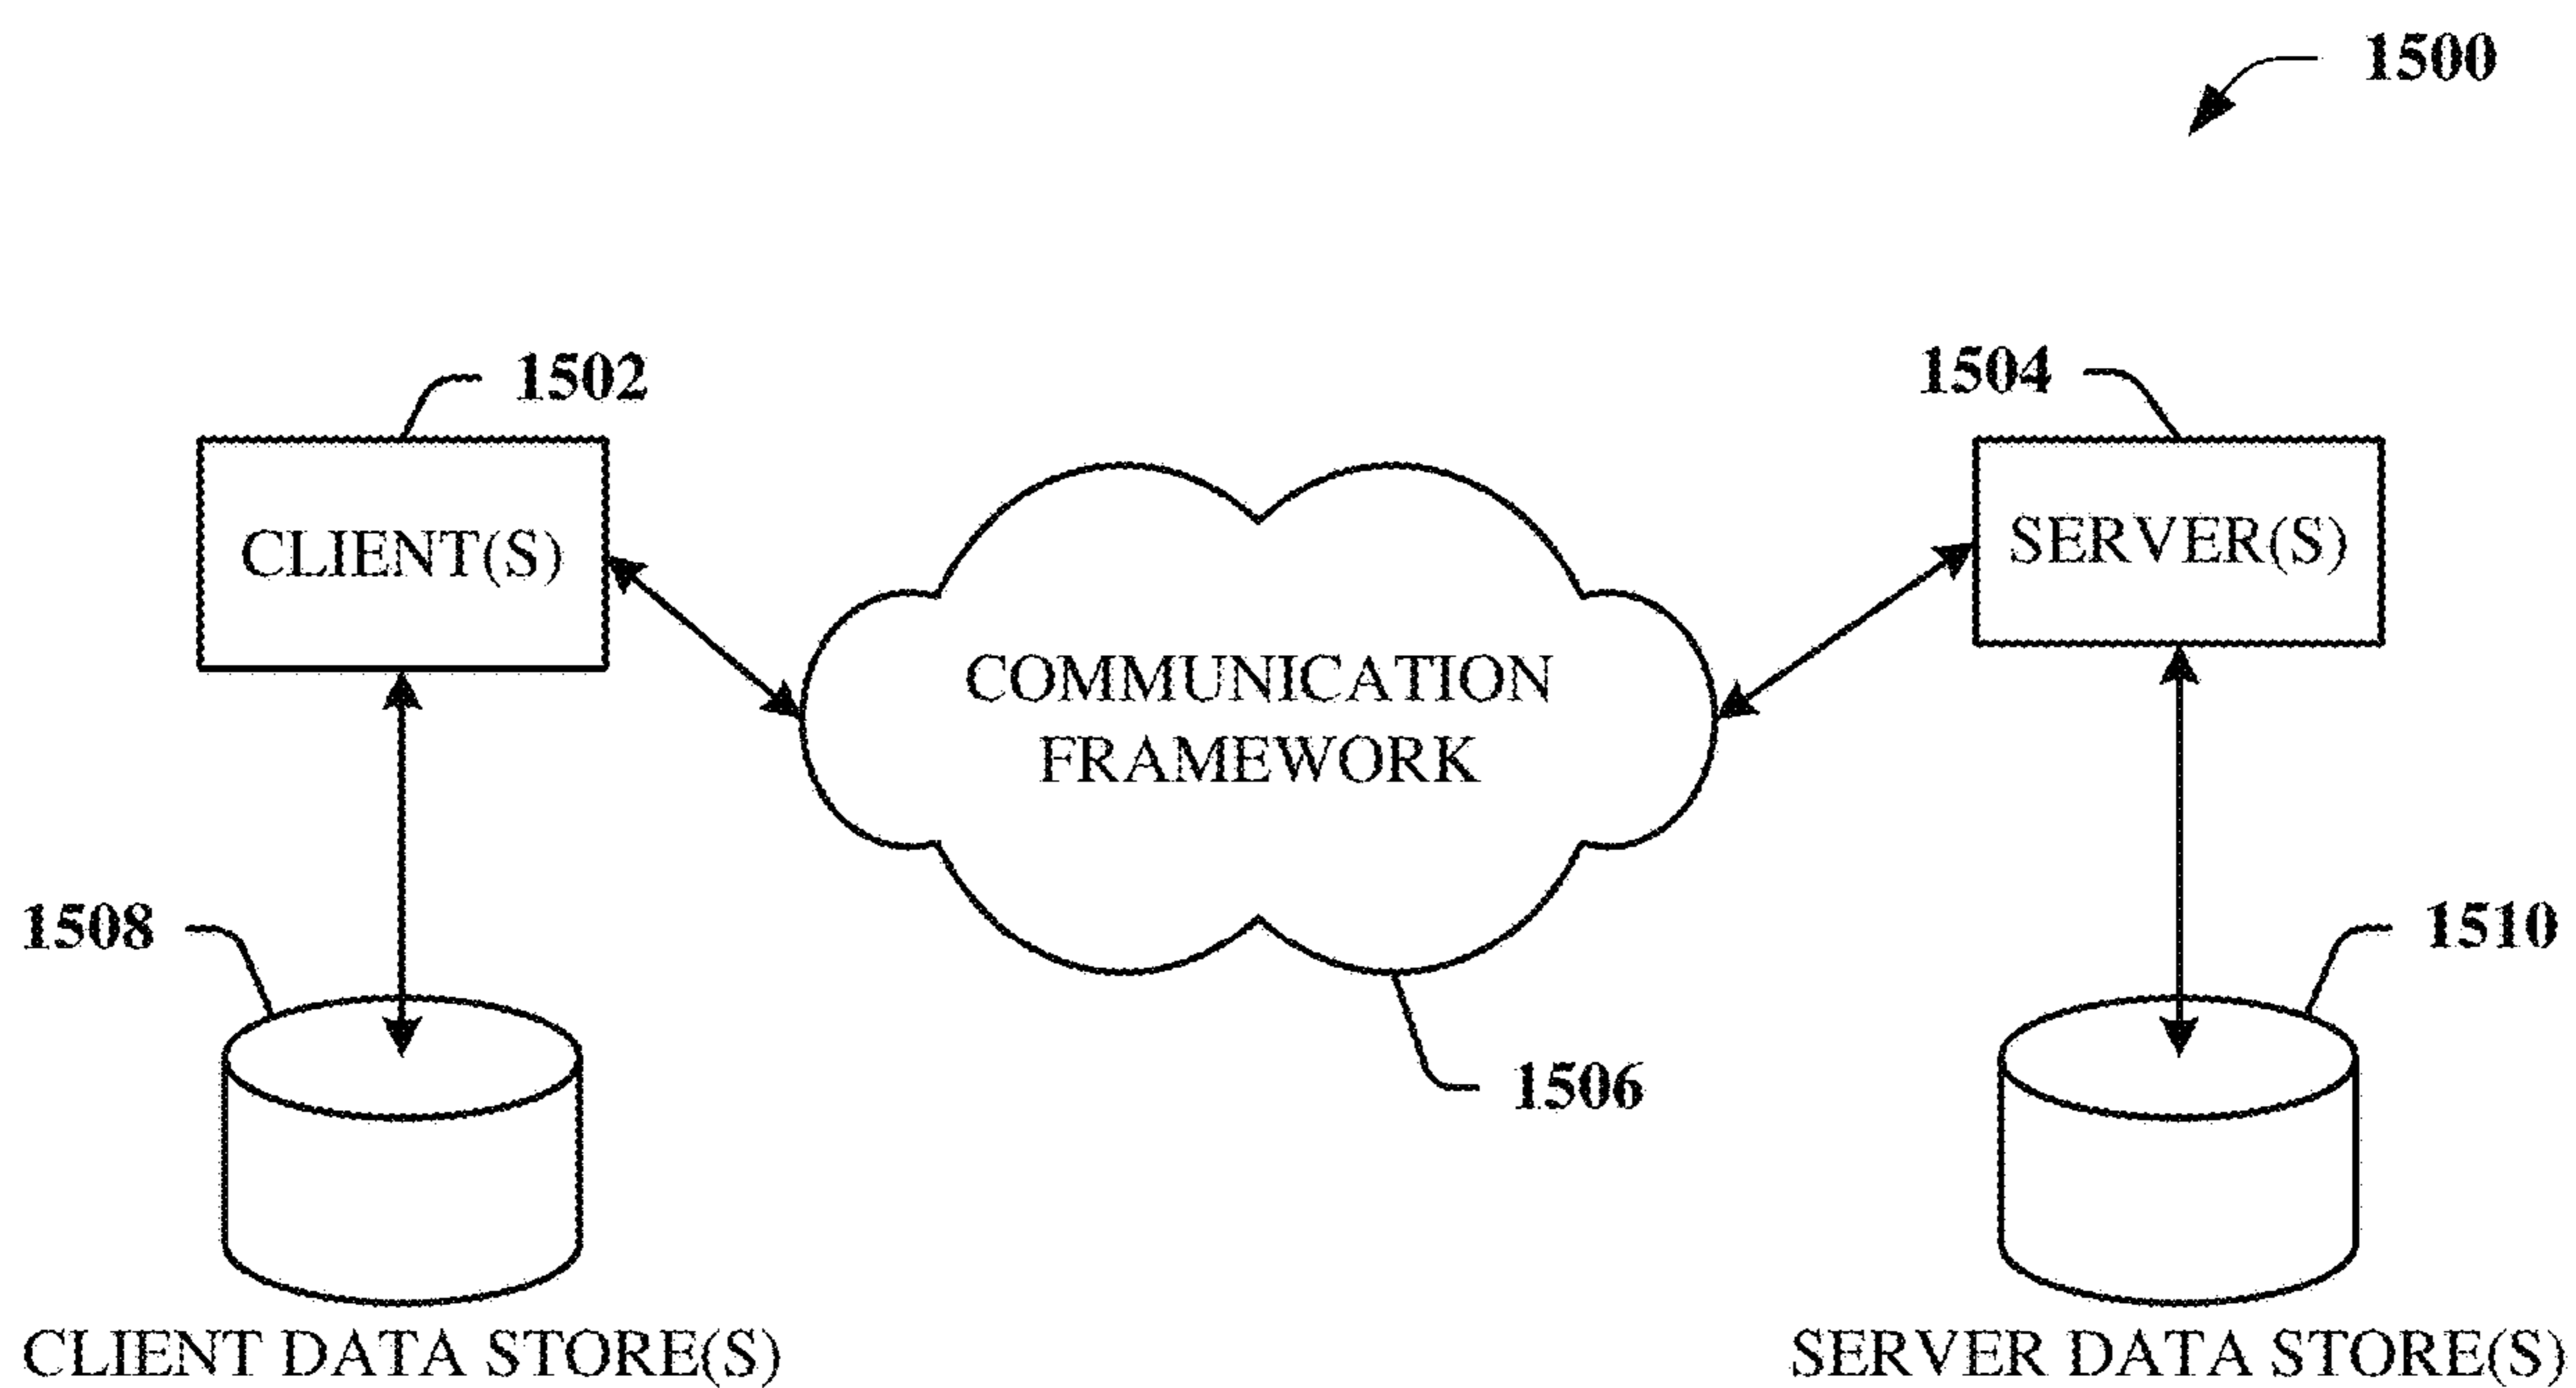 1500
1502
1504
CLIENT(S)
SERVER(S)
COMMUNICATION
FRAMEWORK
1508
1510
1506
CLIENT DATA STORE(S)
SERVER DATA STORE(S)